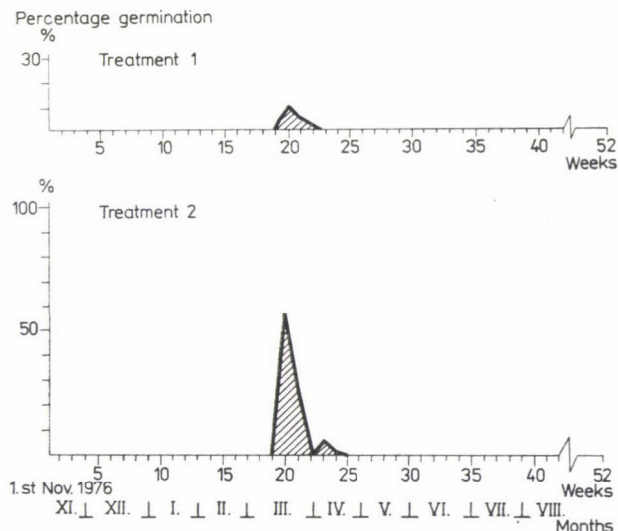 Percentage germination
%
30
Treatment 1
5 10 15 20 25 30 35 40 52
Weeks
%
100
Treatment 2
50
5 10 15 20 25 30 35 40 52
1.st Nov. 1976
Weeks
XI. ⊥ XII. ⊥ I. ⊥ II. ⊥ III. ⊥ IV. ⊥ V. ⊥ VI. ⊥ VII. ⊥ VIII.
Months